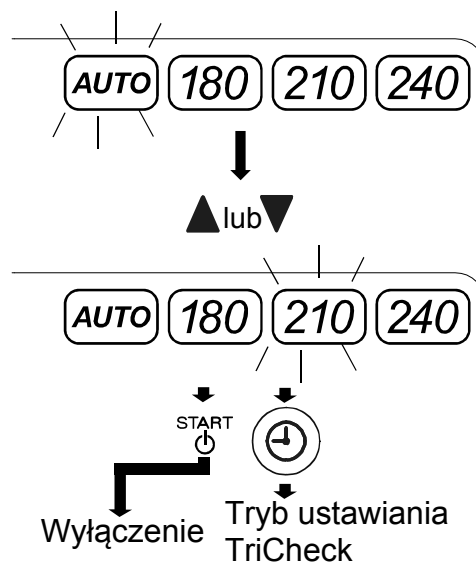 AUTO 180 210 240
▲ lub ▼
AUTO 180 210 240
START
Wyłączenie
Tryb ustawiania
TriCheck